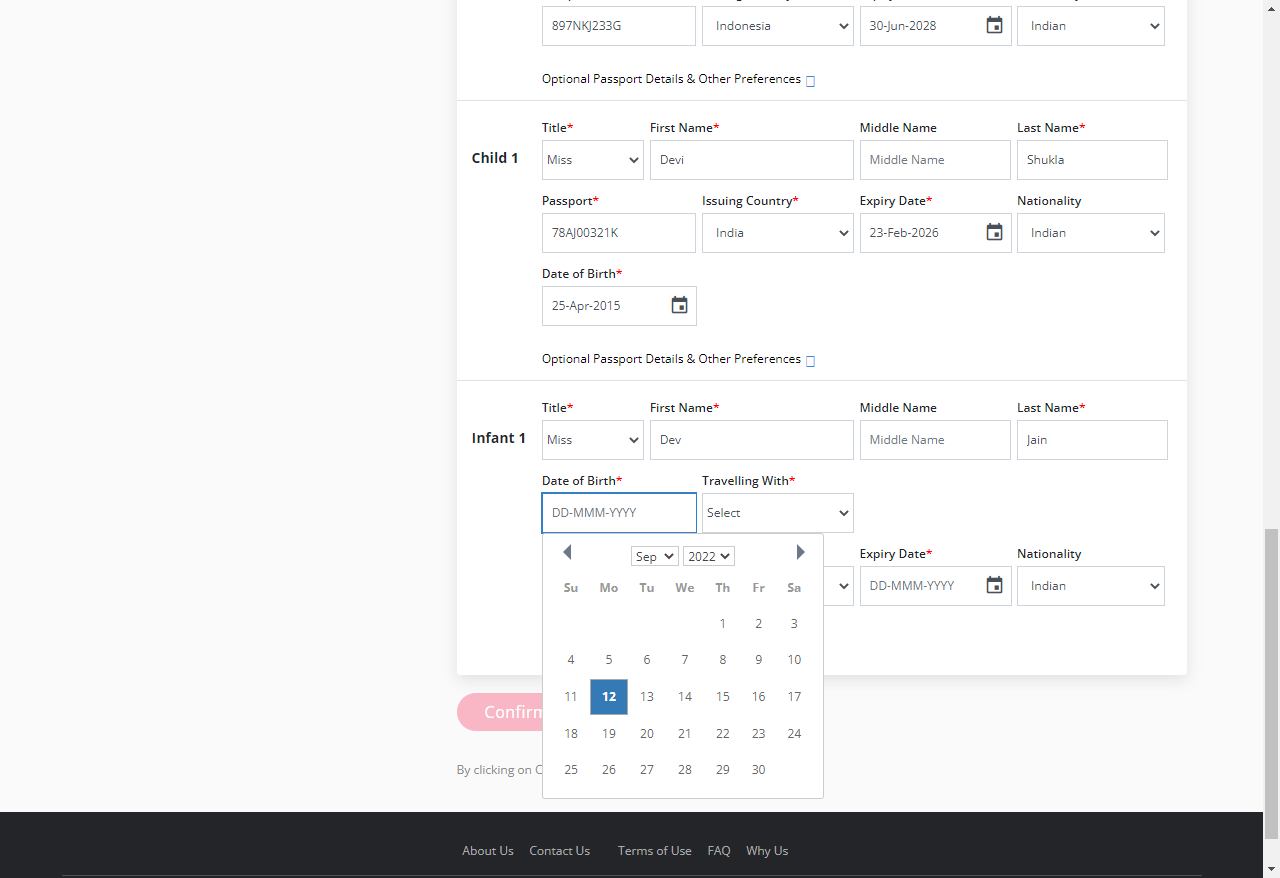 897NKJ233G Indonesia 30-Jun-2028 Indian
Optional Passport Details & Other Preferences
Title* First Name* Middle Name Last Name*
Child 1 Miss Devi Middle Name Shukla
Passport* Issuing Country* Expiry Date* Nationality
78AJ00321K India 23-Feb-2026 Indian
Date of Birth*
25-Apr-2015
Optional Passport Details & Other Preferences
Title* First Name* Middle Name Last Name*
Infant 1 Miss Dev Middle Name Jain
Date of Birth* Travelling With*
DD-MMM-YYYY Select
Sep 2022 Expiry Date* Nationality
Su Mo Tu We Th Fr Sa DD-MMM-YYYY Indian
1 2 3
4 5 6 7 8 9 10
11 12 13 14 15 16 17
Confirm
18 19 20 21 22 23 24
25 26 27 28 29 30
By clicking on C
About Us Contact Us Terms of Use FAQ Why Us